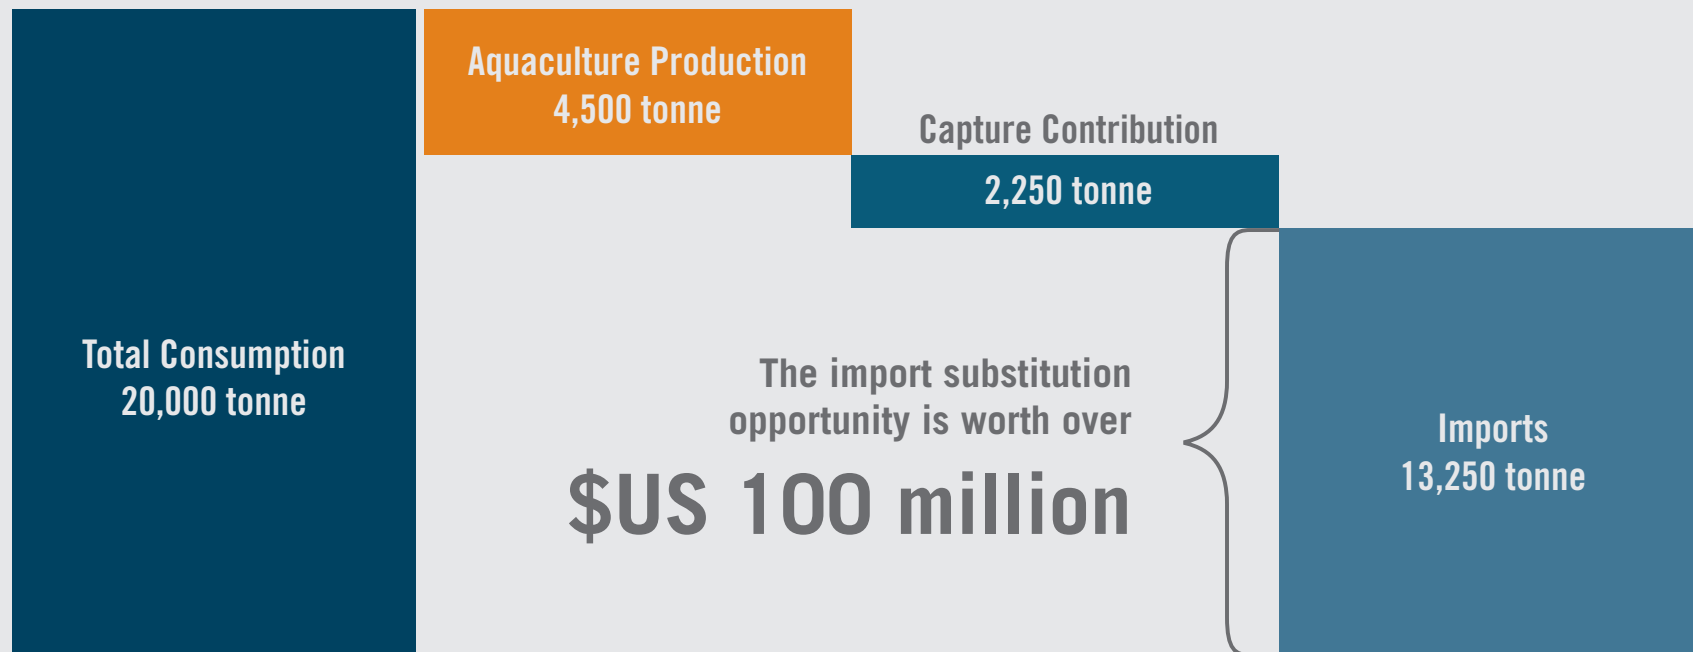 Aquaculture Production
4,500 tonne
Capture Contribution
2,250 tonne
Total Consumption
20,000 tonne
The import substitution
opportunity is worth over
$US 100 million
Imports
13,250 tonne